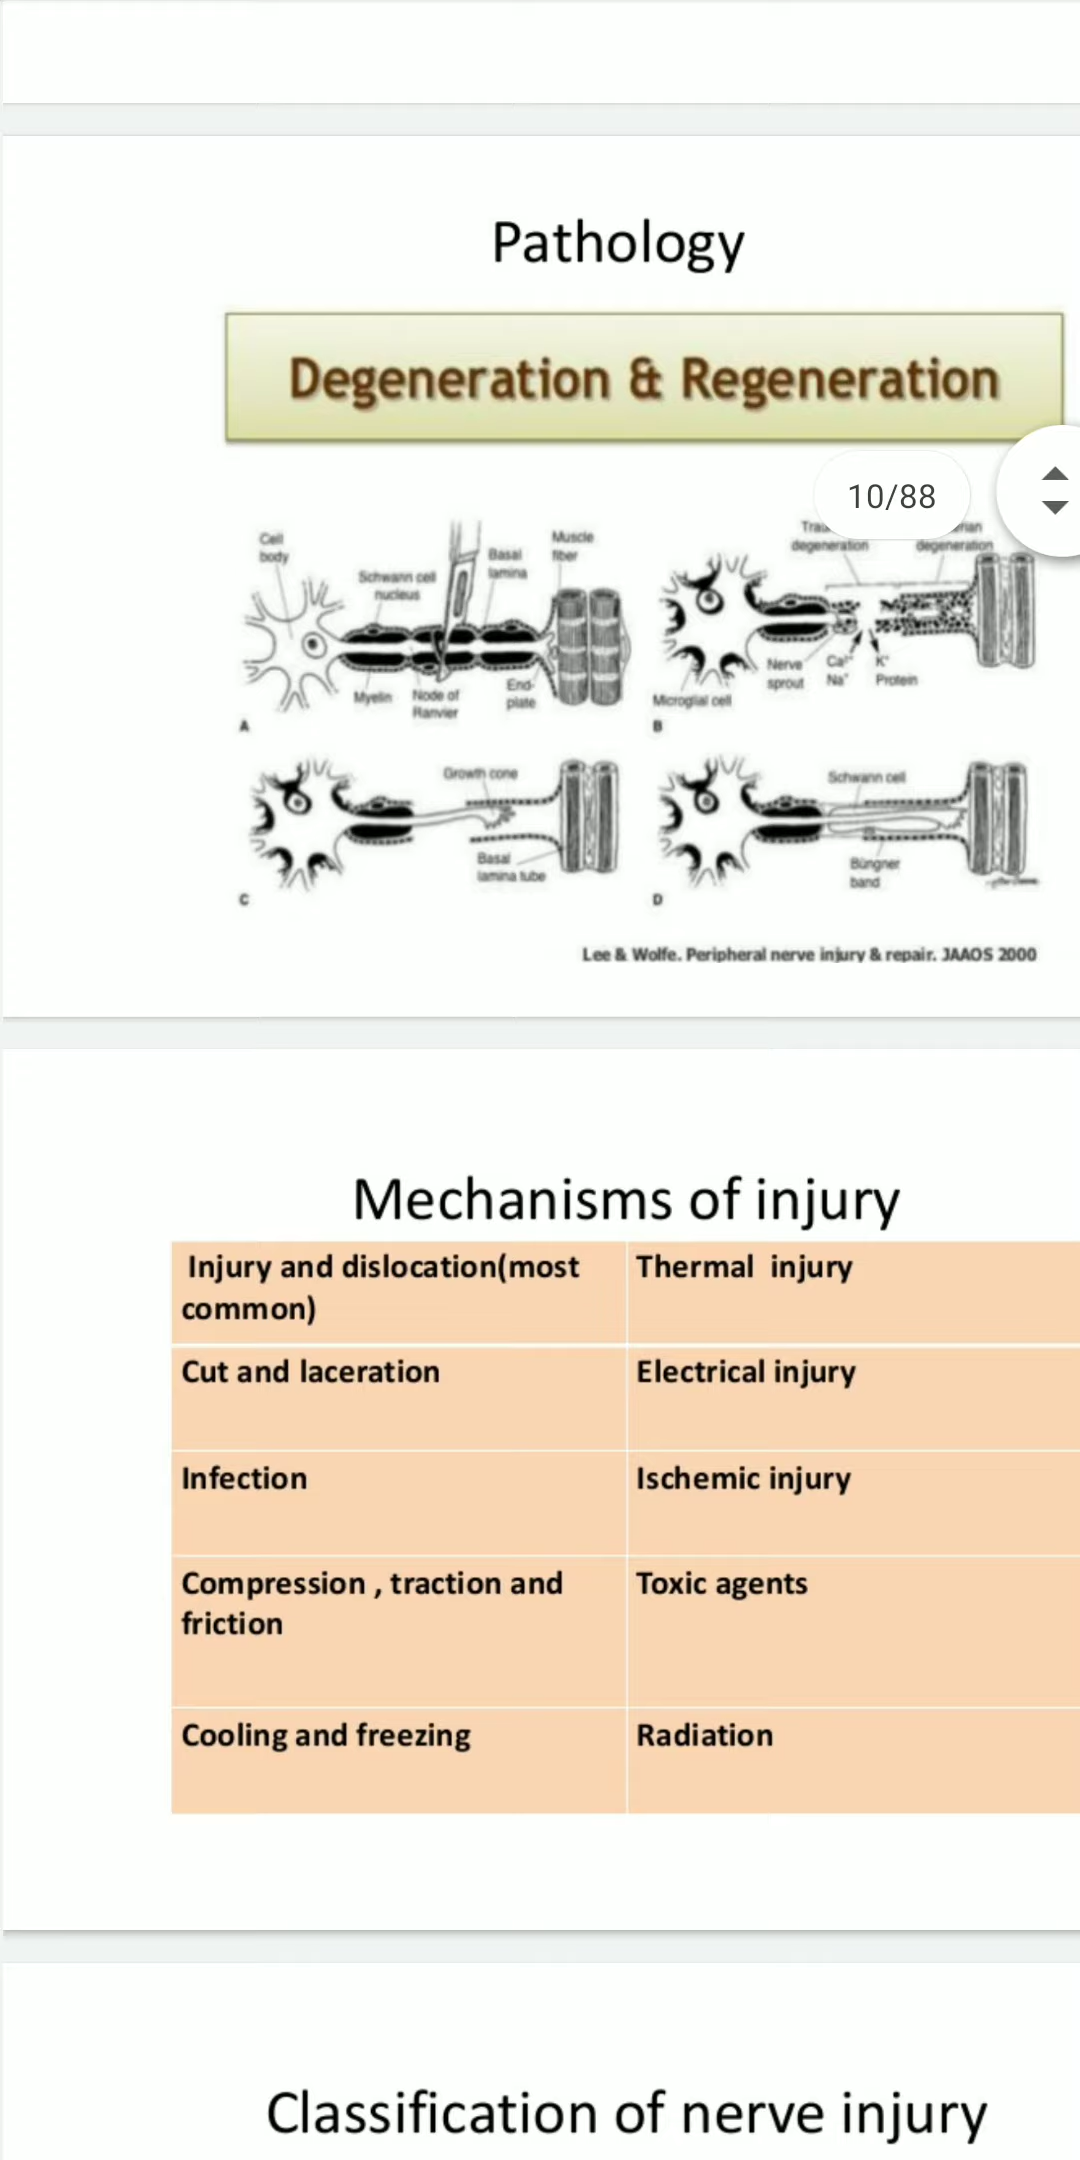 Pathology
Degeneration & Regeneration
10/88
Cell
body
Schwann cell
nucleus
Basal
lamina
Muscle
fiber
Myelin
Node of
Ranvier
End-
plate
A
degeneration
degeneration
Nerve
sprout
Ca++
Na+
K+
Protein
Microglial cell
B
Growth cone
Basal
lamina tube
C
Schwann cell
Büngner
band
D
Lee & Wolfe. Peripheral nerve injury & repair. JAAOS 2000
Mechanisms of injury
Injury and dislocation(most
common)
Thermal injury
Cut and laceration
Electrical injury
Infection
Ischemic injury
Compression , traction and
friction
Toxic agents
Cooling and freezing
Radiation
Classification of nerve injury